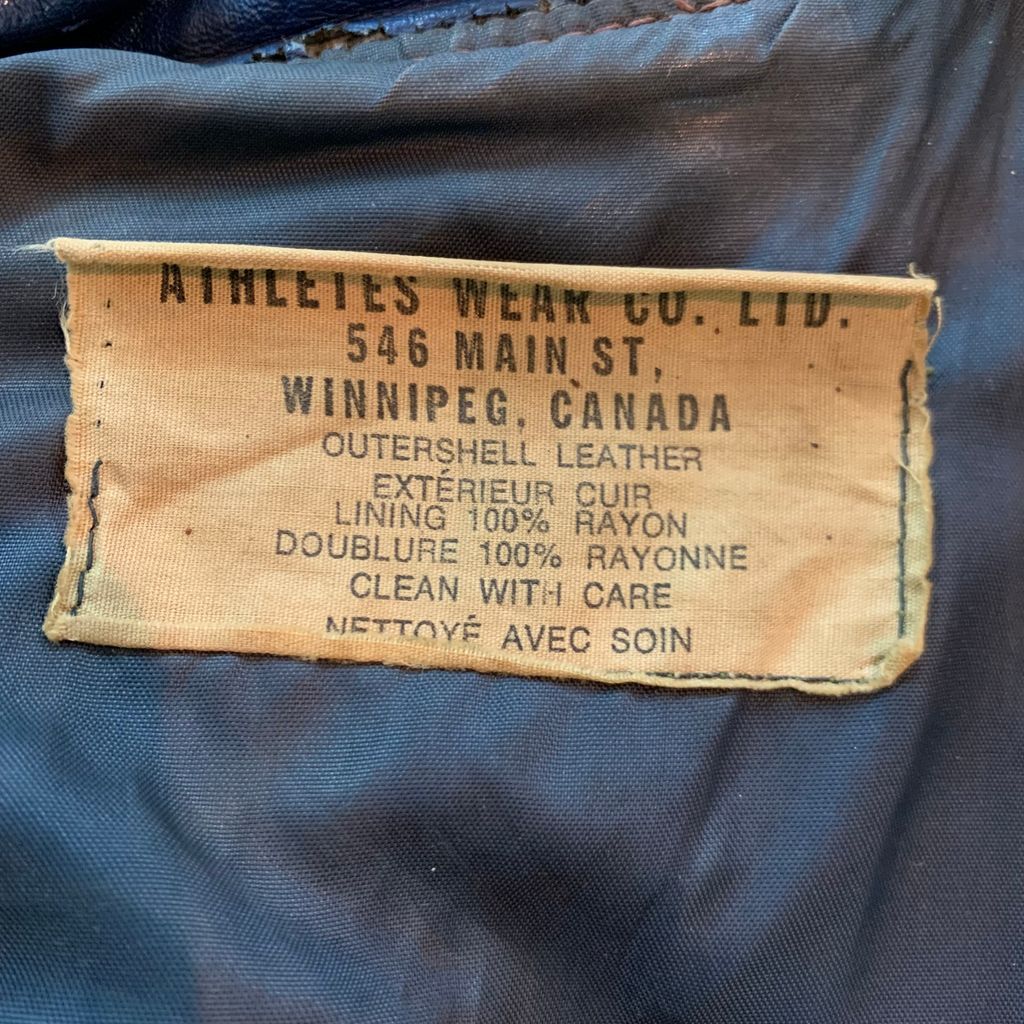 ATHLETES WEAR CO. LTD.
546 MAIN ST,
WINNIPEG, CANADA
OUTERSHELL LEATHER
EXTÉRIEUR CUIR
LINING 100% RAYON
DOUBLURE 100% RAYONNE
CLEAN WITH CARE
NETTOYÉ AVEC SOIN